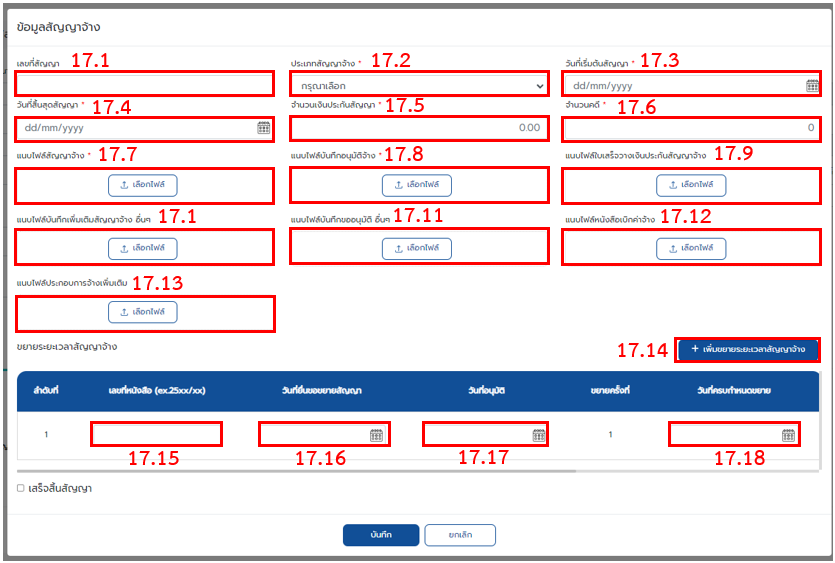 ข้อมูลสัญญาจ้าง
เลขที่สัญญา 17.1 ประเภทสัญญาจ้าง * 17.2 วันที่เริ่มต้นสัญญา * 17.3
กรุณาเลือก dd/mm/yyyy
วันที่สิ้นสุดสัญญา * 17.4 จำนวนเงินประกันสัญญา * 17.5 จำนวนคดี * 17.6
dd/mm/yyyy 0.00 0
แนบไฟล์สัญญาจ้าง * 17.7 แนบไฟล์บันทึกอนุมัติจ้าง * 17.8 แนบไฟล์ใบเสร็จวางเงินประกันสัญญาจ้าง 17.9
เลือกไฟล์ เลือกไฟล์ เลือกไฟล์
แนบไฟล์บันทึกเพิ่มเติมสัญญาจ้าง อื่นๆ 17.1 แนบไฟล์บันทึกขออนุมัติ อื่นๆ 17.11 แนบไฟล์หนังสือเบิกค่าจ้าง 17.12
เลือกไฟล์ เลือกไฟล์ เลือกไฟล์
แนบไฟล์ประกอบการจ้างเพิ่มเติม 17.13
เลือกไฟล์
ขยายระยะเวลาสัญญาจ้าง 17.14 + เพิ่มขยายระยะเวลาสัญญาจ้าง
ลำดับที่ เลขที่หนังสือ (ex.25xx/xx) วันที่ยื่นขอขยายสัญญา วันที่อนุมัติ ขยายครั้งที่ วันที่ครบกำหนดขยาย
1 1
17.15 17.16 17.17 17.18
เสร็จสิ้นสัญญา
บันทึก ยกเลิก